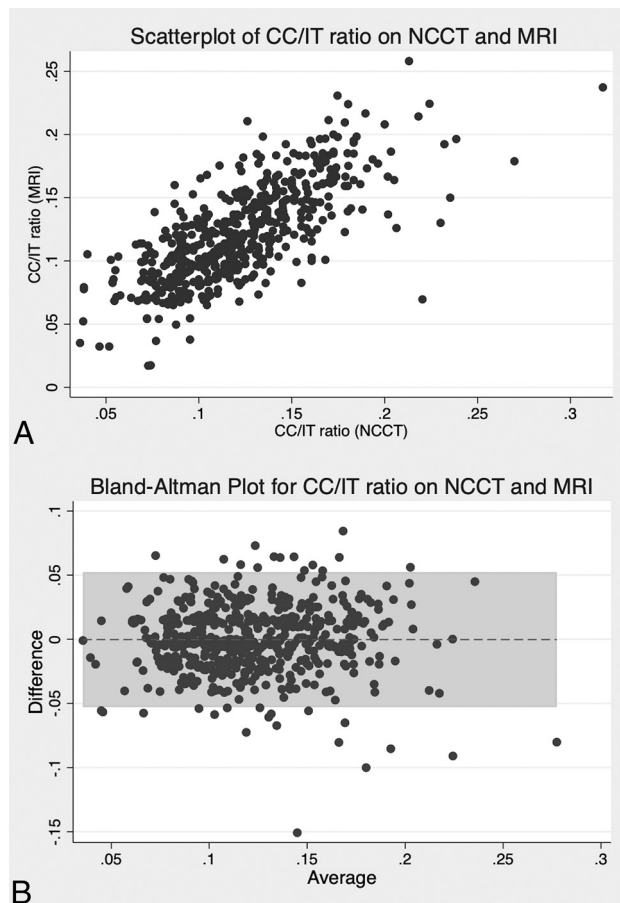 Scatterplot of CC/IT ratio on NCCT and MRI
CC/IT ratio (MRI)
.25
.2
.15
.1
.05
0
.05 .1 .15 .2 .25 .3
CC/IT ratio (NCCT)
A
Bland-Altman Plot for CC/IT ratio on NCCT and MRI
Difference
.1
.05
0
-.05
-.1
-.15
.05 .1 .15 .2 .25 .3
Average
B